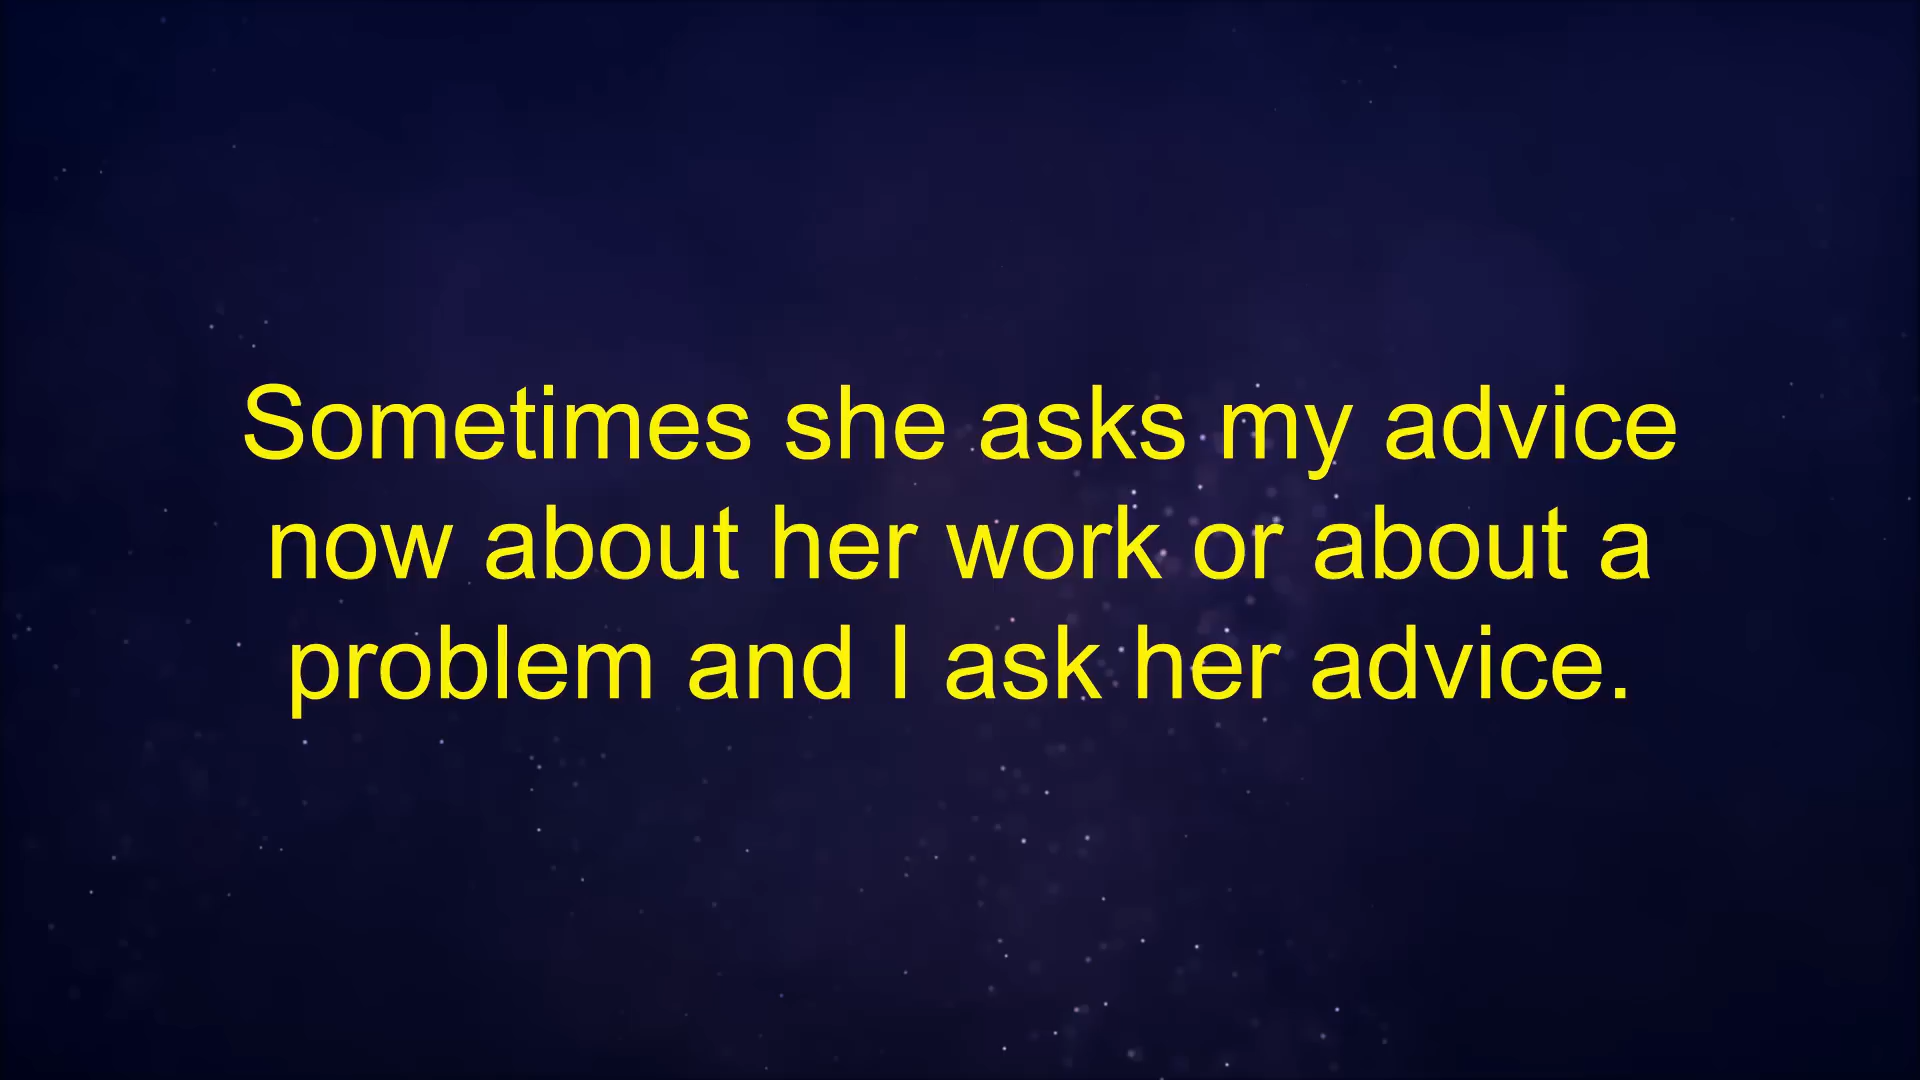 Sometimes she asks my advice
now about her work or about a
problem and I ask her advice.